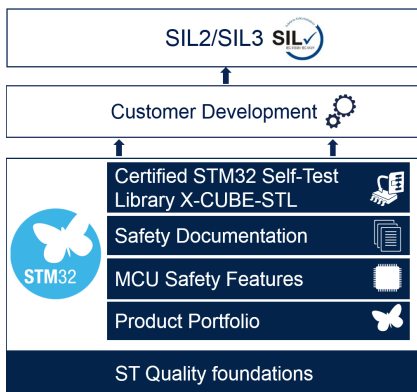 SIL2/SIL3
SIL
Customer Development
Certified STM32 Self-Test
Library X-CUBE-STL
Safety Documentation
STM32
MCU Safety Features
Product Portfolio
ST Quality foundations